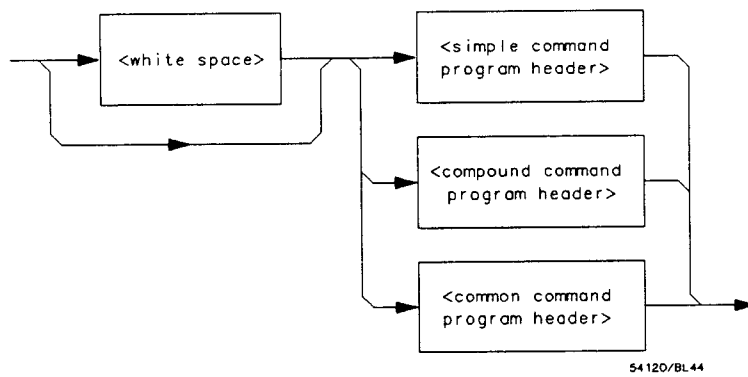 <white space>
<simple command
program header>
<compound command
program header>
<common command
program header>
54120/BL44